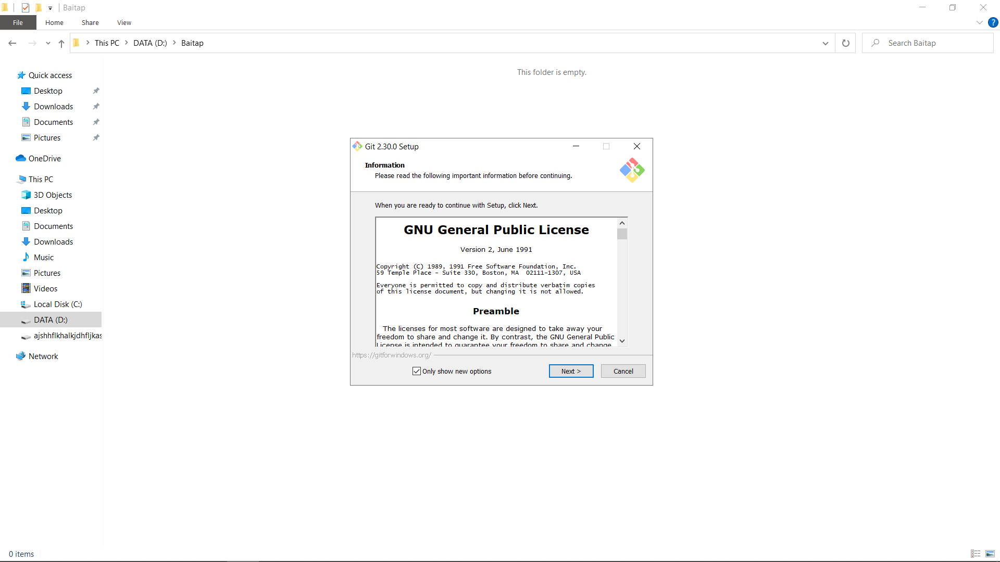 Baitap
File
Home
Share
View
?
This PC
DATA (D:)
Baitap
Search Baitap
Quick access
Desktop
Downloads
Documents
Pictures
OneDrive
This PC
3D Objects
Desktop
Documents
Downloads
Music
Pictures
Videos
Local Disk (C:)
DATA (D:)
ajshhflkhalkjdhfljkas
Network
This folder is empty.
Git 2.30.0 Setup
Information
Please read the following important information before continuing.
When you are ready to continue with Setup, click Next.
GNU General Public License
Version 2, June 1991
Copyright (C) 1989, 1991 Free Software Foundation, Inc.
59 Temple Place - Suite 330, Boston, MA  02111-1307, USA
Everyone is permitted to copy and distribute verbatim copies
of this license document, but changing it is not allowed.
Preamble
The licenses for most software are designed to take away your
freedom to share and change it. By contrast, the GNU General Public
License is intended to guarantee your freedom to share and change
https://gitforwindows.org/
Only show new options
Next >
Cancel
0 items